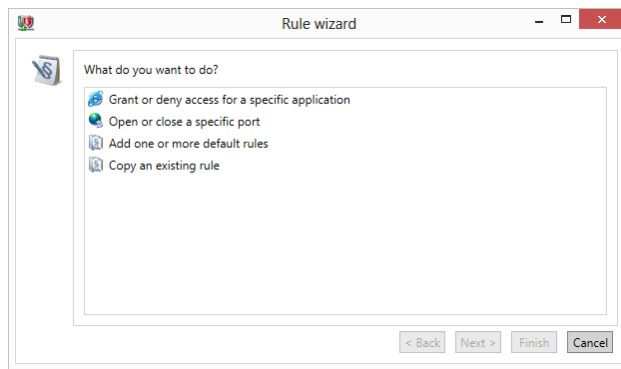 Rule wizard
What do you want to do?
Grant or deny access for a specific application
Open or close a specific port
Add one or more default rules
Copy an existing rule
< Back Next > Finish Cancel